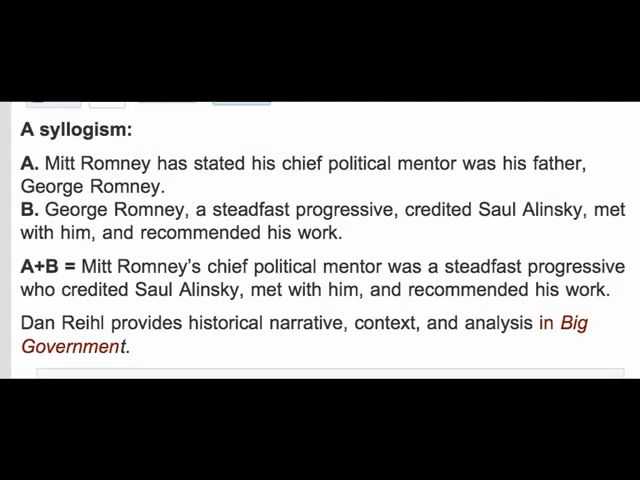 A syllogism:
A. Mitt Romney has stated his chief political mentor was his father,
George Romney.
B. George Romney, a steadfast progressive, credited Saul Alinsky, met
with him, and recommended his work.
A+B = Mitt Romney’s chief political mentor was a steadfast progressive
who credited Saul Alinsky, met with him, and recommended his work.
Dan Reihl provides historical narrative, context, and analysis in Big
Government.